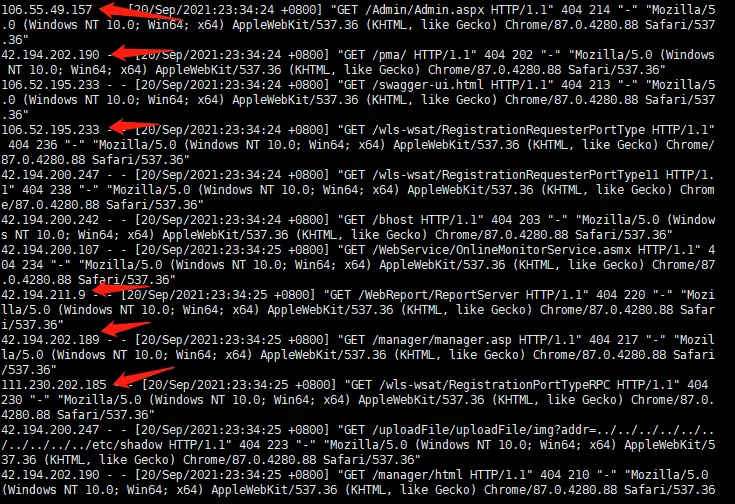 106.55.49.157 - - [20/Sep/2021:23:34:24 +0800] "GET /Admin/Admin.aspx HTTP/1.1" 404 214 "-" "Mozilla/5
.0 (Windows NT 10.0; Win64; x64) AppleWebKit/537.36 (KHTML, like Gecko) Chrome/87.0.4280.88 Safari/537
.36"
42.194.202.190 - - [20/Sep/2021:23:34:24 +0800] "GET /pma/ HTTP/1.1" 404 202 "-" "Mozilla/5.0 (Windows
 NT 10.0; Win64; x64) AppleWebKit/537.36 (KHTML, like Gecko) Chrome/87.0.4280.88 Safari/537.36"
106.52.195.233 - - [20/Sep/2021:23:34:24 +0800] "GET /swagger-ui.html HTTP/1.1" 404 213 "-" "Mozilla/5
.0 (Windows NT 10.0; Win64; x64) AppleWebKit/537.36 (KHTML, like Gecko) Chrome/87.0.4280.88 Safari/537
.36"
106.52.195.233 - - [20/Sep/2021:23:34:24 +0800] "GET /wls-wsat/RegistrationRequesterPortType HTTP/1.1"
 404 236 "-" "Mozilla/5.0 (Windows NT 10.0; Win64; x64) AppleWebKit/537.36 (KHTML, like Gecko) Chrome/
87.0.4280.88 Safari/537.36"
42.194.200.247 - - [20/Sep/2021:23:34:24 +0800] "GET /wls-wsat/RegistrationRequesterPortType11 HTTP/1.
1" 404 238 "-" "Mozilla/5.0 (Windows NT 10.0; Win64; x64) AppleWebKit/537.36 (KHTML, like Gecko) Chrom
e/87.0.4280.88 Safari/537.36"
42.194.200.242 - - [20/Sep/2021:23:34:24 +0800] "GET /bhost HTTP/1.1" 404 203 "-" "Mozilla/5.0 (Window
s NT 10.0; Win64; x64) AppleWebKit/537.36 (KHTML, like Gecko) Chrome/87.0.4280.88 Safari/537.36"
42.194.200.107 - - [20/Sep/2021:23:34:25 +0800] "GET /WebService/OnlineMonitorService.asmx HTTP/1.1" 4
04 234 "-" "Mozilla/5.0 (Windows NT 10.0; Win64; x64) AppleWebKit/537.36 (KHTML, like Gecko) Chrome/87
.0.4280.88 Safari/537.36"
42.194.211.9 - - [20/Sep/2021:23:34:25 +0800] "GET /WebReport/ReportServer HTTP/1.1" 404 220 "-" "Mozi
lla/5.0 (Windows NT 10.0; Win64; x64) AppleWebKit/537.36 (KHTML, like Gecko) Chrome/87.0.4280.88 Safar
i/537.36"
42.194.202.189 - - [20/Sep/2021:23:34:25 +0800] "GET /manager/manager.asp HTTP/1.1" 404 217 "-" "Mozil
la/5.0 (Windows NT 10.0; Win64; x64) AppleWebKit/537.36 (KHTML, like Gecko) Chrome/87.0.4280.88 Safari
/537.36"
111.230.202.185 - - [20/Sep/2021:23:34:25 +0800] "GET /wls-wsat/RegistrationPortTypeRPC HTTP/1.1" 404
230 "-" "Mozilla/5.0 (Windows NT 10.0; Win64; x64) AppleWebKit/537.36 (KHTML, like Gecko) Chrome/87.0.
4280.88 Safari/537.36"
42.194.200.247 - - [20/Sep/2021:23:34:25 +0800] "GET /uploadFile/uploadFile/img?addr=../../../../../..
/../../../../etc/shadow HTTP/1.1" 404 223 "-" "Mozilla/5.0 (Windows NT 10.0; Win64; x64) AppleWebKit/5
37.36 (KHTML, like Gecko) Chrome/87.0.4280.88 Safari/537.36"
42.194.202.190 - - [20/Sep/2021:23:34:25 +0800] "GET /manager/html HTTP/1.1" 404 210 "-" "Mozilla/5.0
(Windows NT 10.0; Win64; x64) AppleWebKit/537.36 (KHTML, like Gecko) Chrome/87.0.4280.88 Safari/537.36